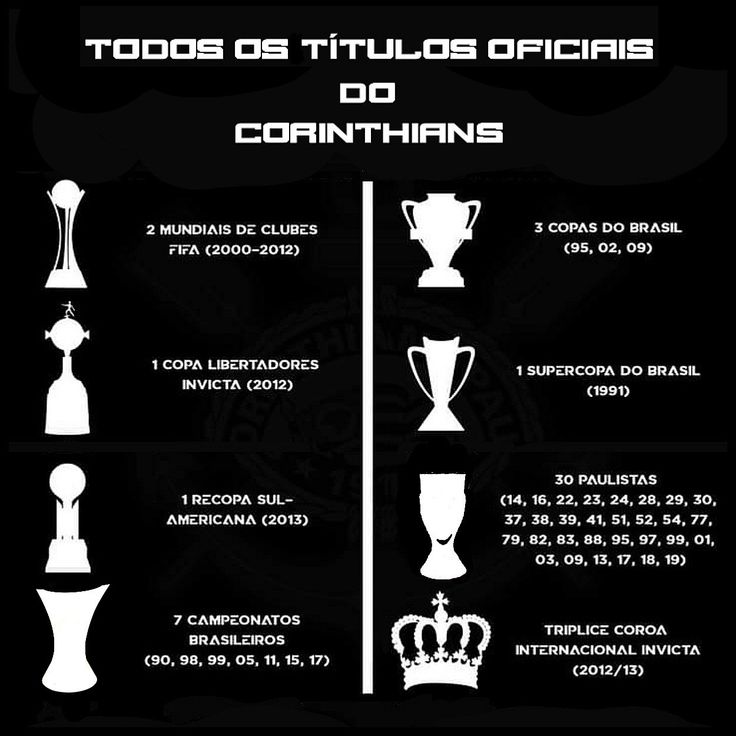 TODOS OS TÍTULOS OFICIAIS
DO
CORINTHIANS
2 MUNDIAIS DE CLUBES
FIFA (2000-2012)
1 COPA LIBERTADORES
INVICTA (2012)
1 RECOPA SUL-
AMERICANA (2013)
7 CAMPEONATOS
BRASILEIROS
(90, 98, 99, 05, 11, 15, 17)
3 COPAS DO BRASIL
(95, 02, 09)
1 SUPERCOPA DO BRASIL
(1991)
30 PAULISTAS
(14, 16, 22, 23, 24, 28, 29, 30,
37, 38, 39, 41, 51, 52, 54, 77,
79, 82, 83, 88, 95, 97, 99, 01,
03, 09, 13, 17, 18, 19)
TRIPLICE COROA
INTERNACIONAL INVICTA
(2012/13)